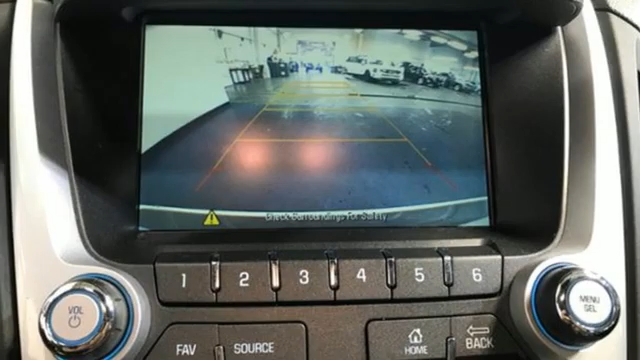 Check Surroundings For Safety
1 2 3 4 5 6
VOL
MENU
SEL
FAV SOURCE HOME BACK